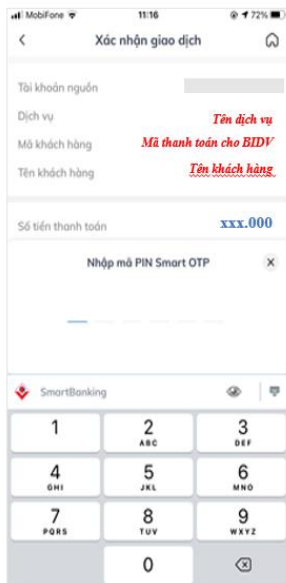 MobiFone 11:16 72%
Xác nhận giao dịch
Tài khoản nguồn
Dịch vụ Tên dịch vụ
Mã khách hàng Mã thanh toán cho BIDV
Tên khách hàng Tên khách hàng
Số tiền thanh toán xxx.000
Nhập mã PIN Smart OTP
SmartBanking
1 2 3
ABC DEF
4 5 6
GHI JKL MNO
7 8 9
PQRS TUV WXYZ
0